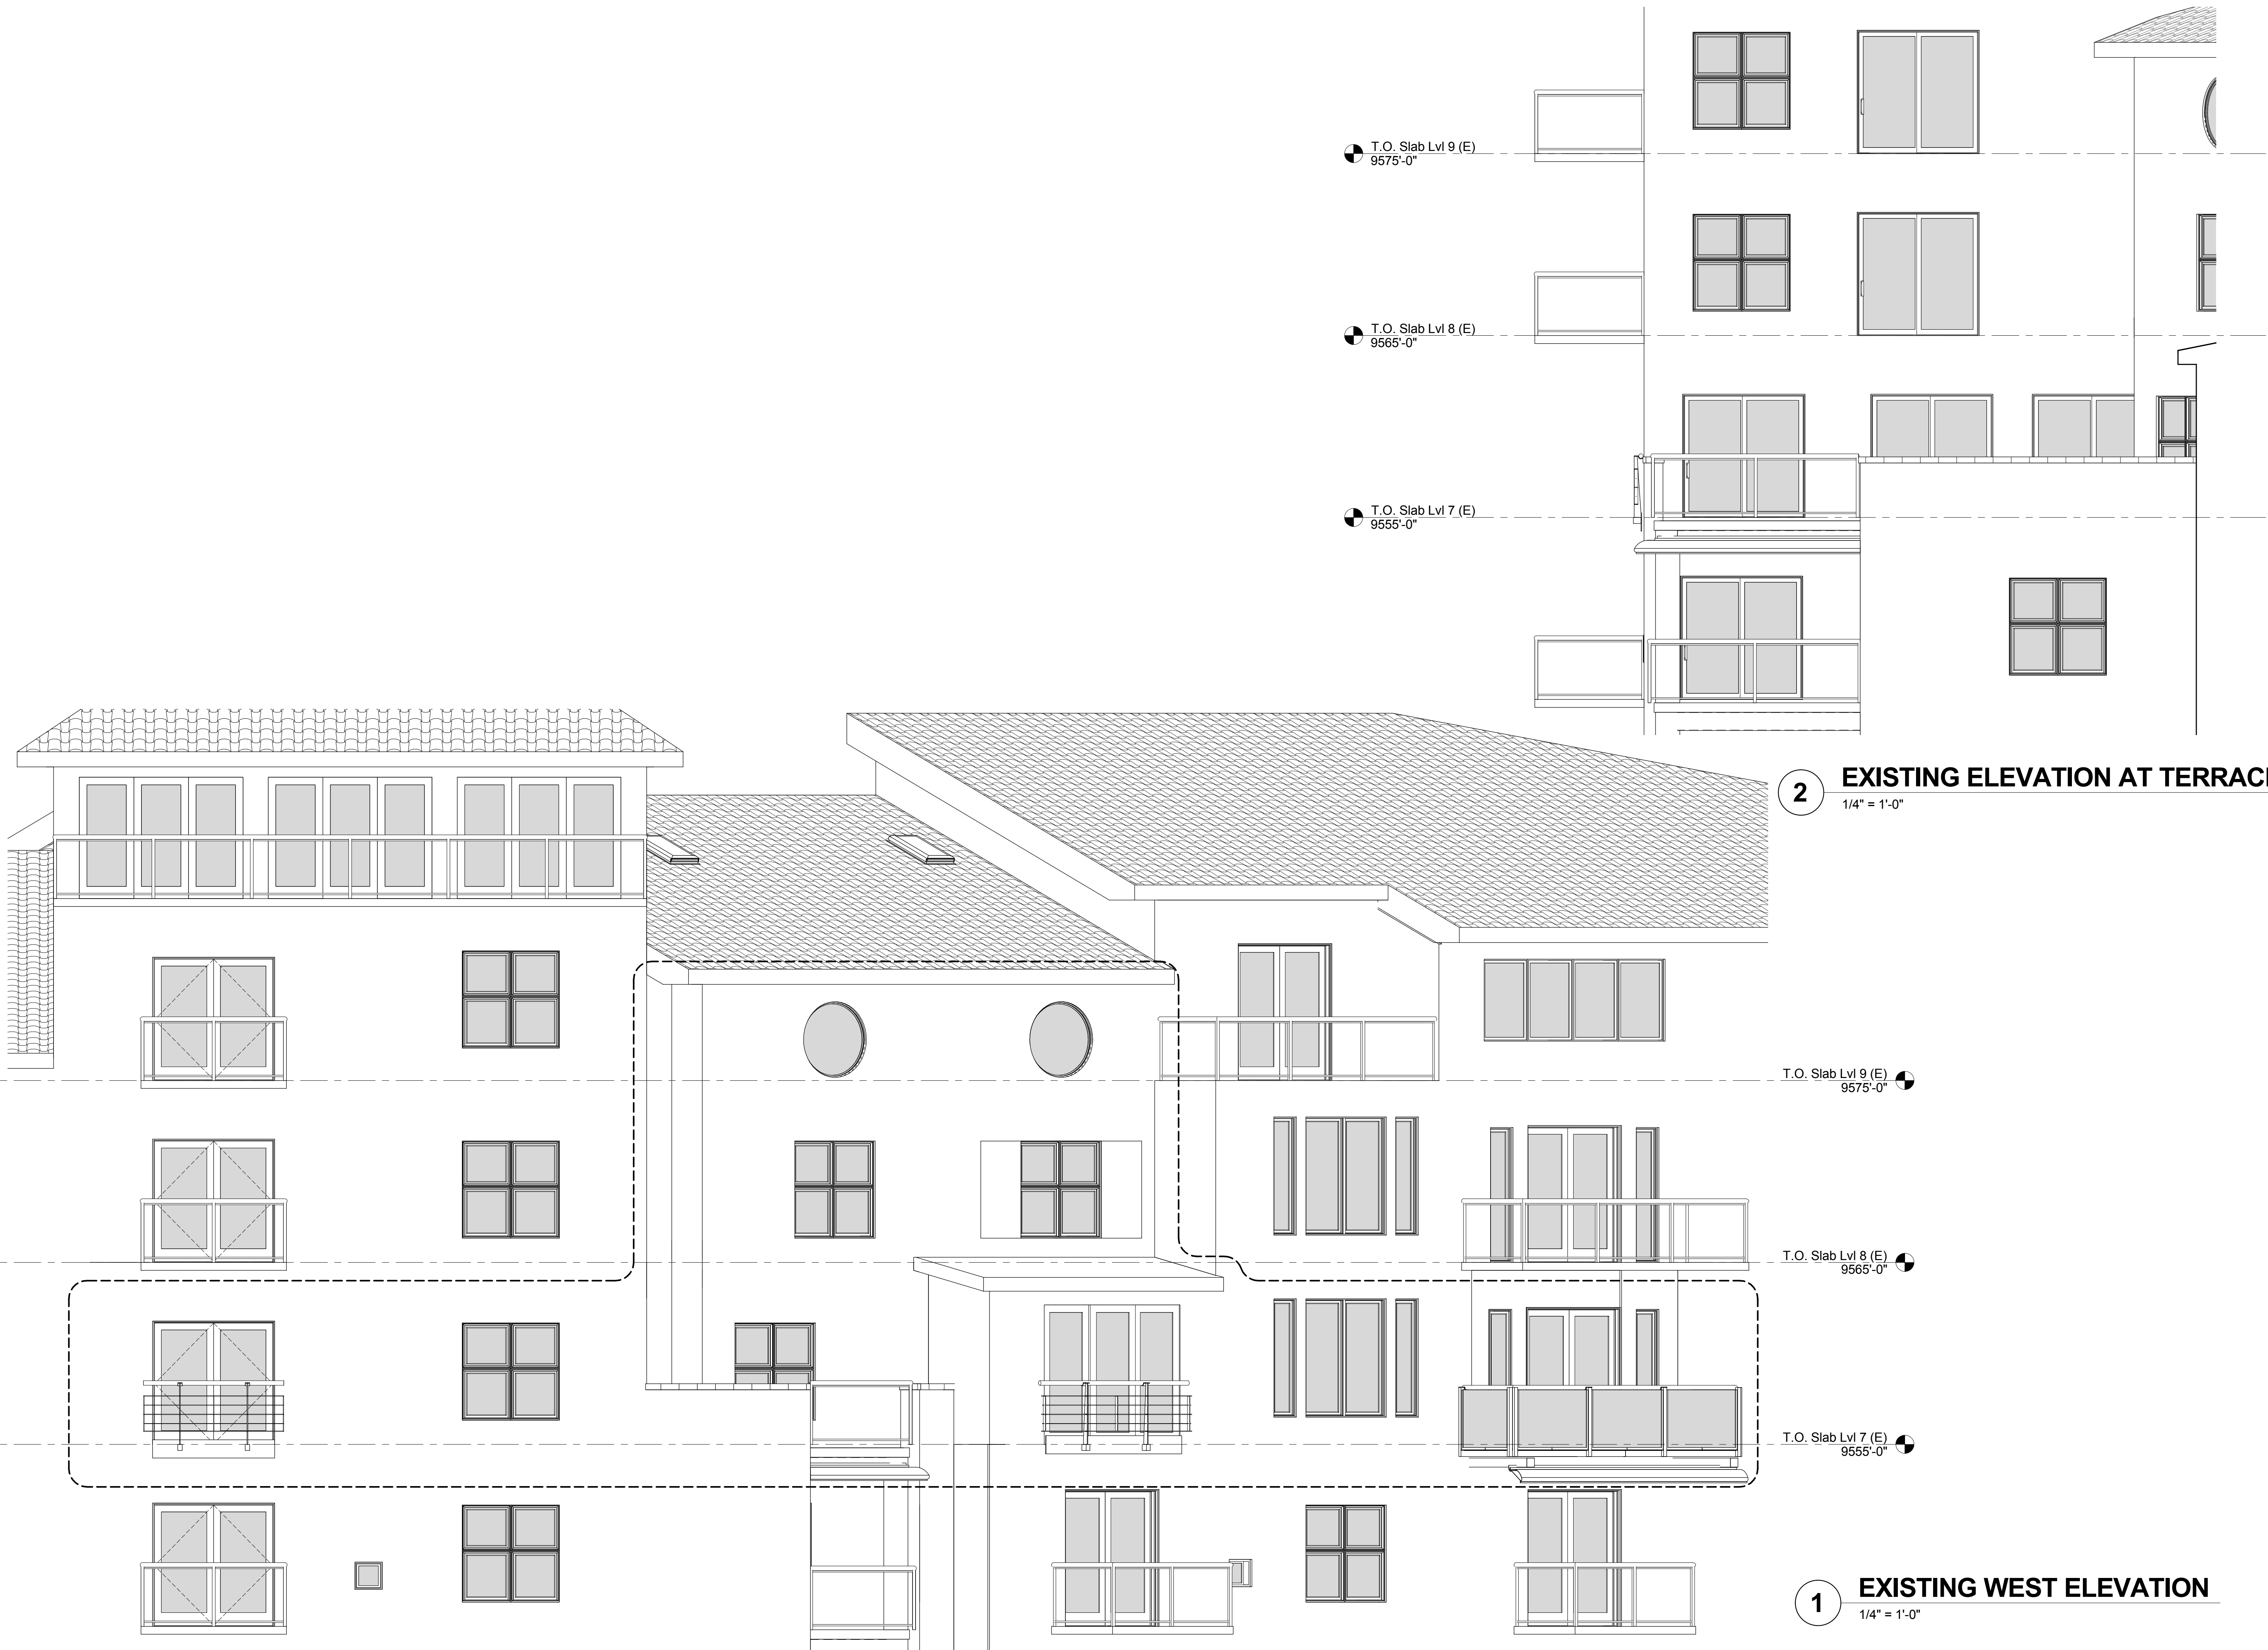 T.O. Slab Lvl 9 (E)
9575'-0"
T.O. Slab Lvl 8 (E)
9565'-0"
T.O. Slab Lvl 7 (E)
9555'-0"
2
EXISTING ELEVATION AT TERRAC
1/4" = 1'-0"
T.O. Slab Lvl 9 (E)
9575'-0"
T.O. Slab Lvl 8 (E)
9565'-0"
T.O. Slab Lvl 7 (E)
9555'-0"
1
EXISTING WEST ELEVATION
1/4" = 1'-0"